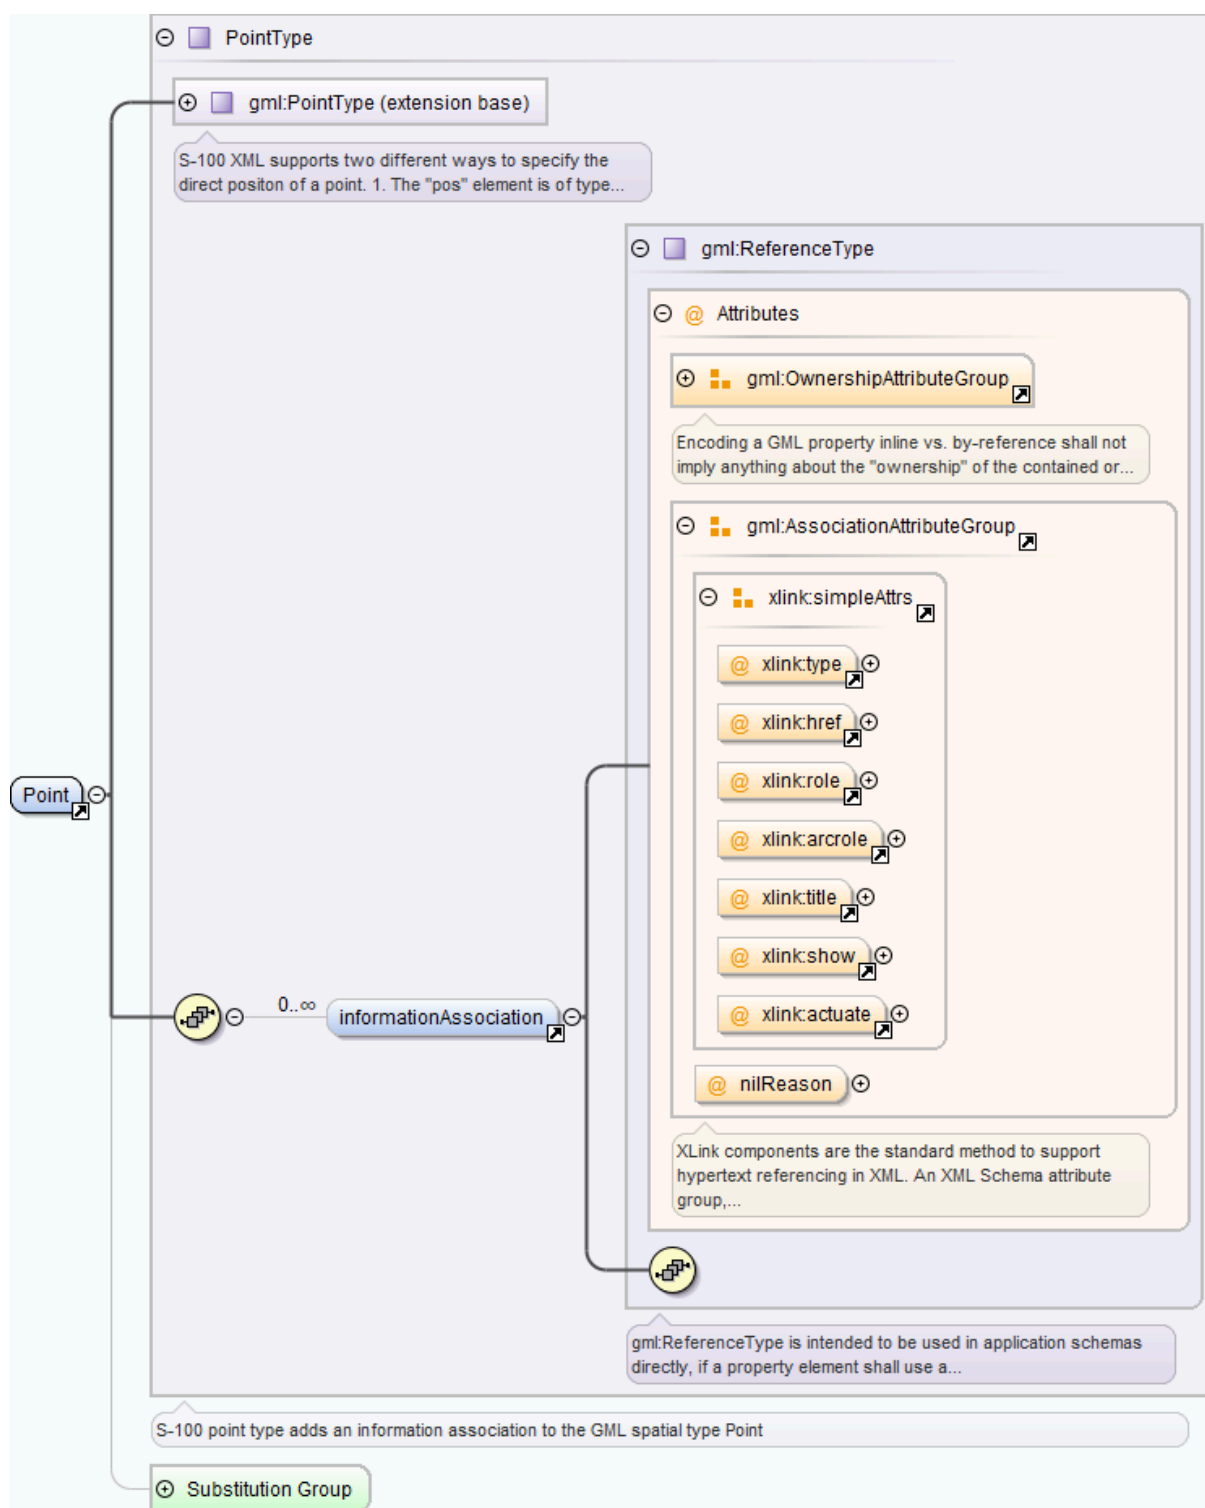 PointType
gml:PointType (extension base)
S-100 XML supports two different ways to specify the
direct positon of a point. 1. The "pos" element is of type...
gml:ReferenceType
@ Attributes
gml:OwnershipAttributeGroup
Encoding a GML property inline vs. by-reference shall not
imply anything about the "ownership" of the contained or...
gml:AssociationAttributeGroup
xlink:simpleAttrs
@ xlink:type
@ xlink:href
@ xlink:role
Point
@ xlink:arcrole
@ xlink:title
@ xlink:show
0..∞
informationAssociation
@ xlink:actuate
@ nilReason
XLink components are the standard method to support
hypertext referencing in XML. An XML Schema attribute
group,...
gml:ReferenceType is intended to be used in application schemas
directly, if a property element shall use a...
S-100 point type adds an information association to the GML spatial type Point
Substitution Group